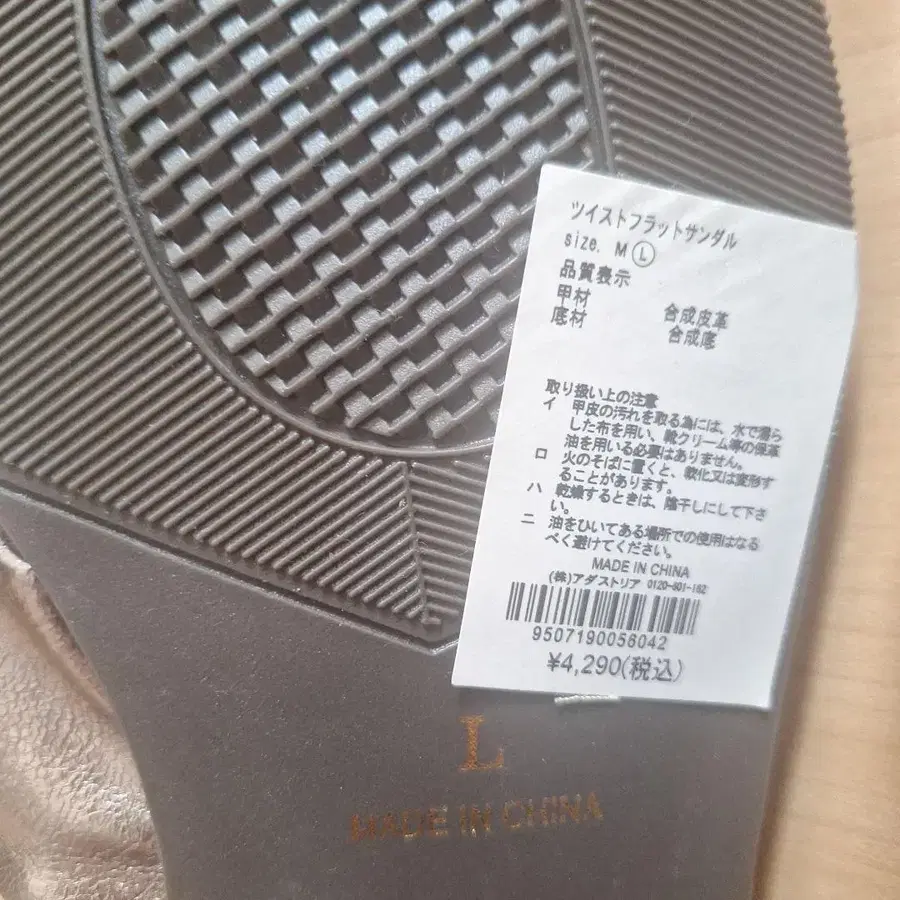 ツイストフラットサンダル
size. M Ⓛ
品質表示
甲材 合成皮革
底材 合成底
取り扱い上の注意
イ 甲皮の汚れを取る為には、水で濡ら
した布を用い、靴クリーム等の保革
油を用いる必要はありません。
ロ 火のそばに置くと、軟化又は変形す
ることがあります。
ハ 乾燥するときは、陰干しにして下さ
い。
ニ 油をひいてある場所での使用はなる
べく避けてください。
MADE IN CHINA
(株)アダストリア 0120-601-162
9507190056042
¥4,290(税込)
L
MADE IN CHINA